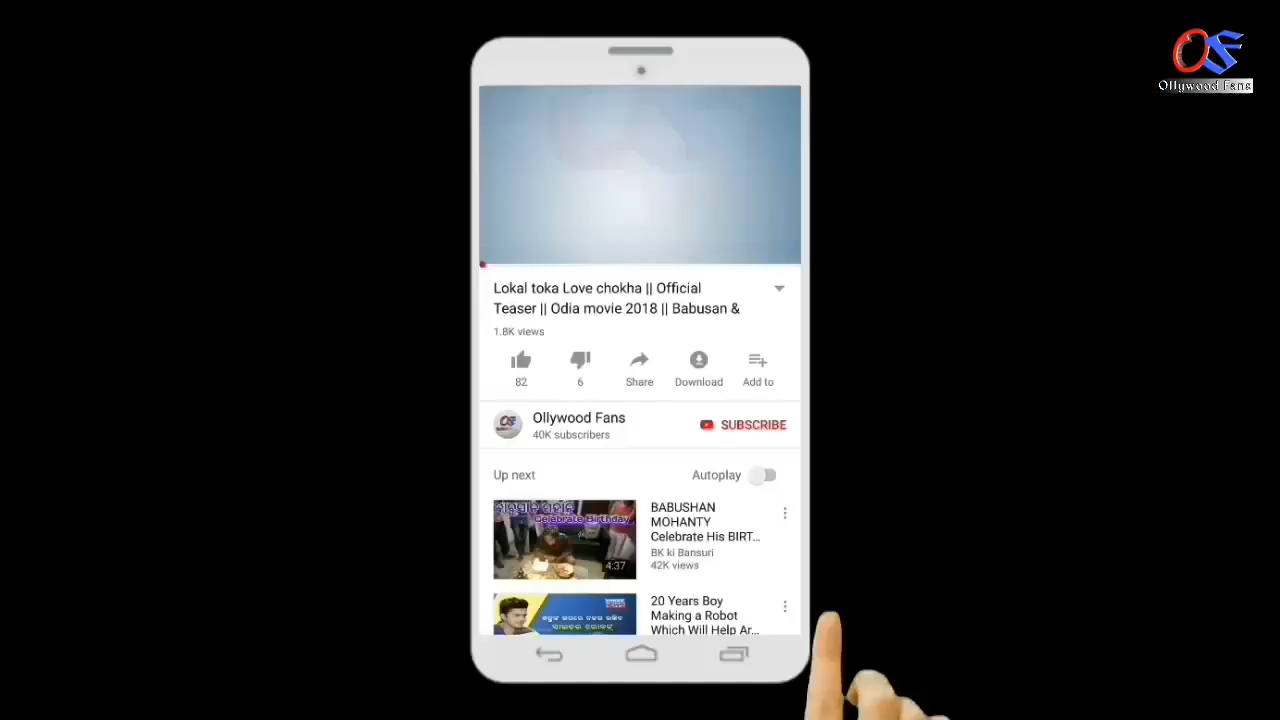 OF
Ollywood Fans
Lokal toka Love chokha || Official
Teaser || Odia movie 2018 || Babusan &
1.8K views
82
6
Share
Download
Add to
Ollywood Fans
40K subscribers
SUBSCRIBE
Up next
Autoplay
Celebrate Birthday
4:37
BABUSHAN
MOHANTY
Celebrate His BIRT...
BK ki Bansuri
42K views
20 Years Boy
Making a Robot
Which Will Help Ar...